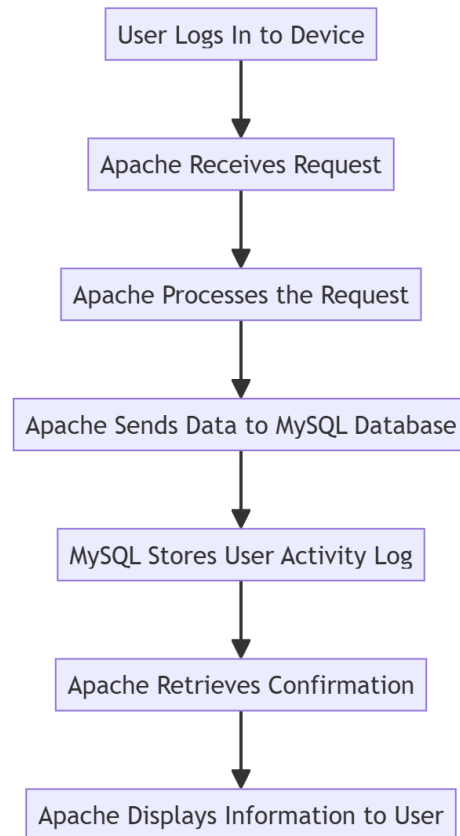 User Logs In to Device
Apache Receives Request
Apache Processes the Request
Apache Sends Data to MySQL Database
MySQL Stores User Activity Log
Apache Retrieves Confirmation
Apache Displays Information to User